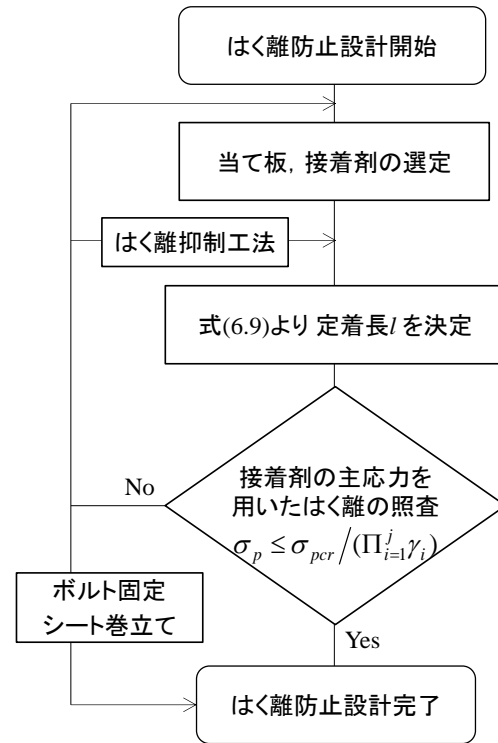 はく離防止設計開始
当て板，接着剤の選定
はく離抑制工法
式(6.9)より 定着長l を決定
接着剤の主応力を
用いたはく離の照査
σ_p ≤ σ_pcr/(Π_{i=1}^{j} γ_i)
No
ボルト固定
シート巻立て
Yes
はく離防止設計完了